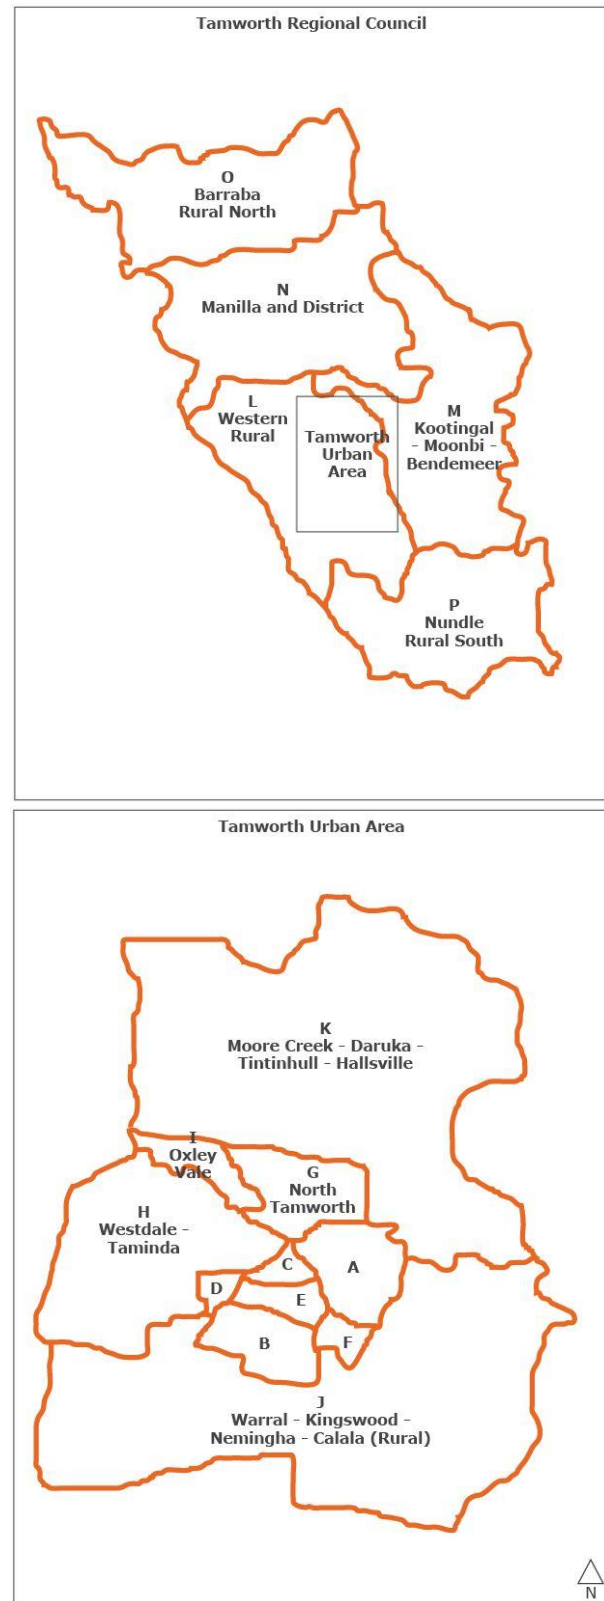 Tamworth Regional Council
O
Barraba
Rural North
N
Manilla and District
L
Western
Rural
Tamworth
Urban
Area
M
Kootingal
- Moonbi -
Bendemeer
P
Nundle
Rural South
Tamworth Urban Area
K
Moore Creek - Daruka -
Tintinhull - Hallsville
I
Oxley
Vale
G
North
Tamworth
H
Westdale -
Taminda
C
A
D
E
B
F
J
Warral - Kingswood -
Nemingha - Calala (Rural)
N